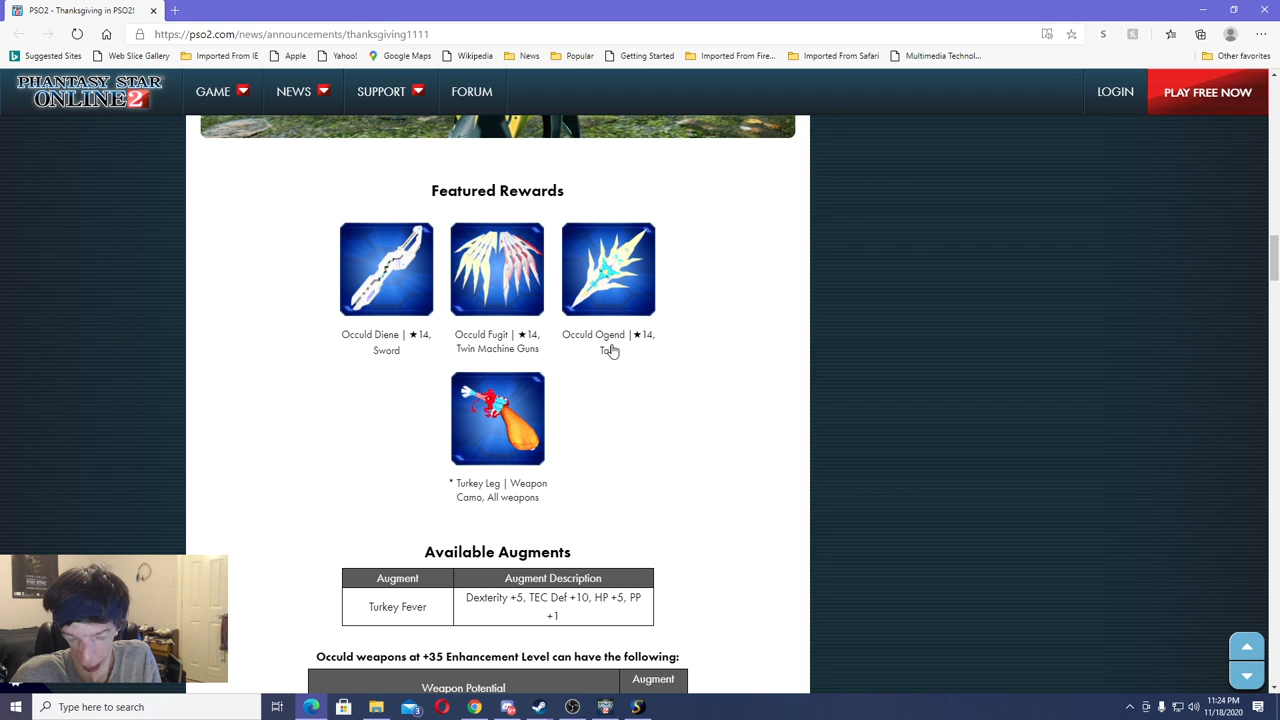 PSO2 - Thanksgiving in PSO2!
https://pso2.com/news/announcements/thanksgiving1111
Suggested Sites
Web Slice Gallery
Imported From IE
Apple
Yahoo!
Google Maps
Wikipedia
News
Popular
Getting Started
Imported From Fire...
Imported From Safari
Multimedia Technol...
Other favorites
PHANTASY STAR
ONLINE 2
GAME
NEWS
SUPPORT
FORUM
LOGIN
PLAY FREE NOW
Featured Rewards
Occuld Diene | ★14,
Sword
Occuld Fugit | ★14,
Twin Machine Guns
Occuld Ogend |★14,
* Turkey Leg | Weapon
Camo, All weapons
Available Augments
Augment
Augment Description
Turkey Fever
Dexterity +5, TEC Def +10, HP +5, PP
+1
Occuld weapons at +35 Enhancement Level can have the following:
Weapon Potential
Augment
Type here to search
3
11:24 PM
11/18/2020